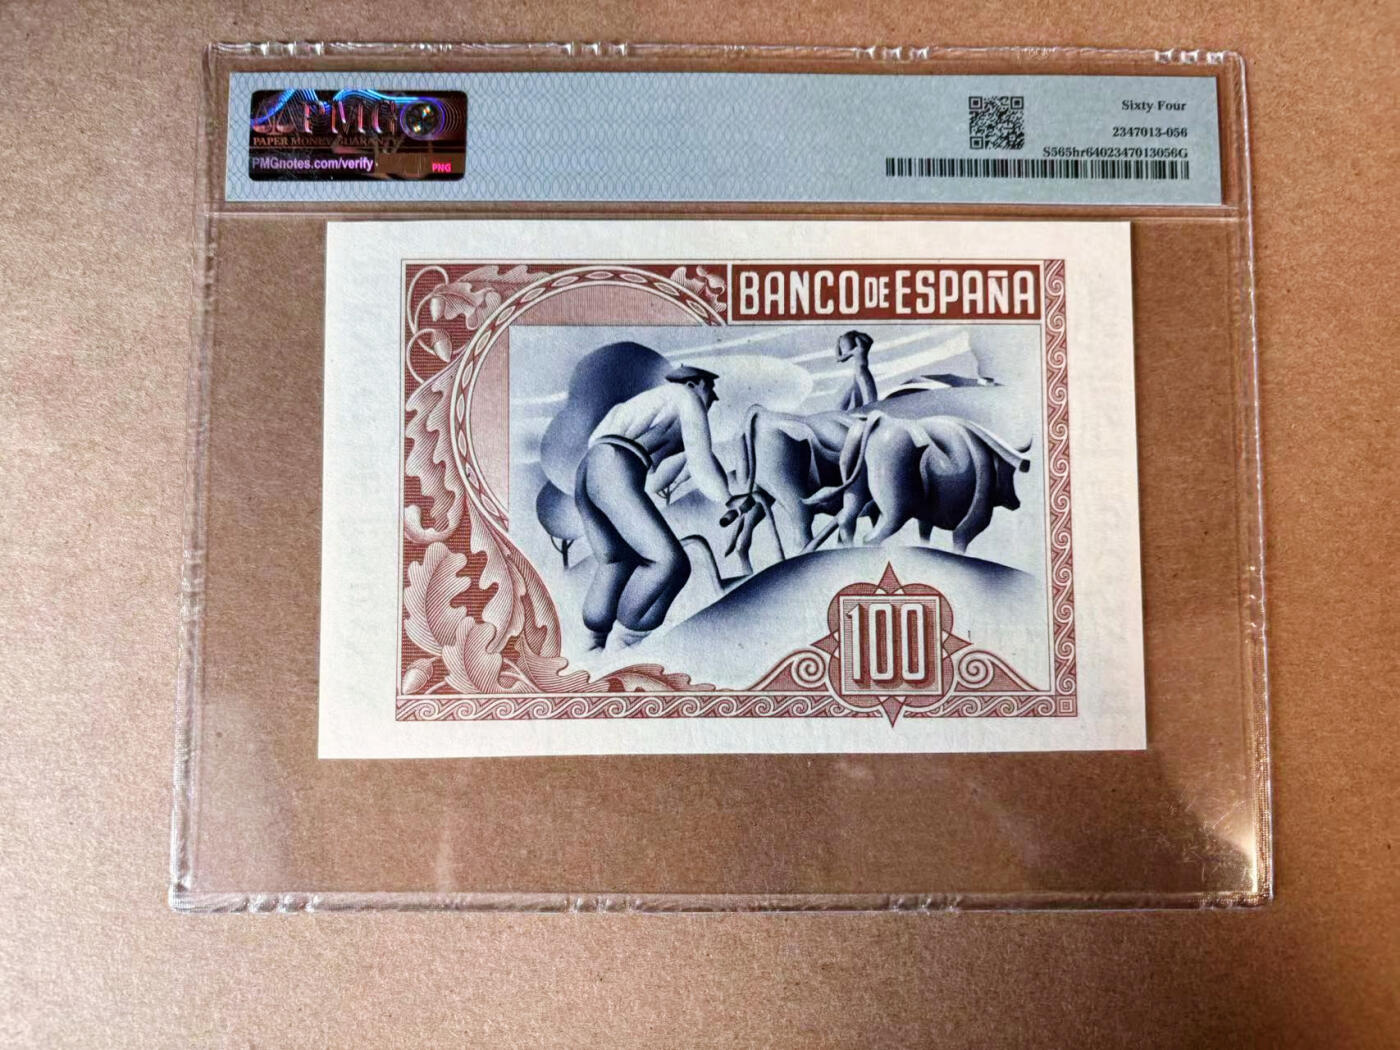 PMG
PAPER MONEY GUARANTY
PMGnotes.com/verify
PNG
Sixty Four
2347013-056
S565hr6402347013056G
BANCO DE ESPAÑA
100